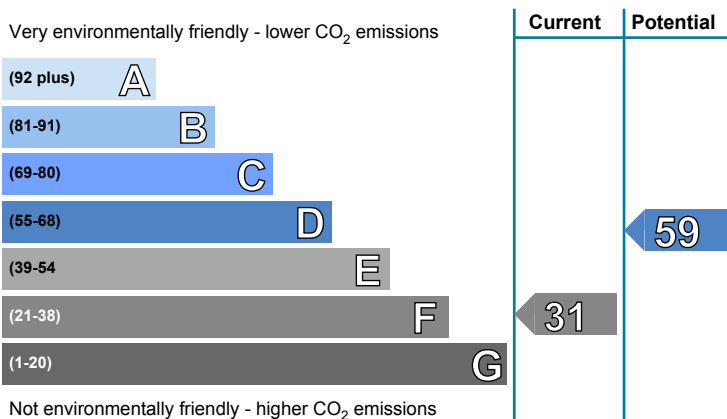 Current Potential
Very environmentally friendly - lower CO2 emissions
(92 plus) A
(81-91) B
(69-80) C
(55-68) D
59
(39-54 E
(21-38) F 31
(1-20) G
Not environmentally friendly - higher CO2 emissions